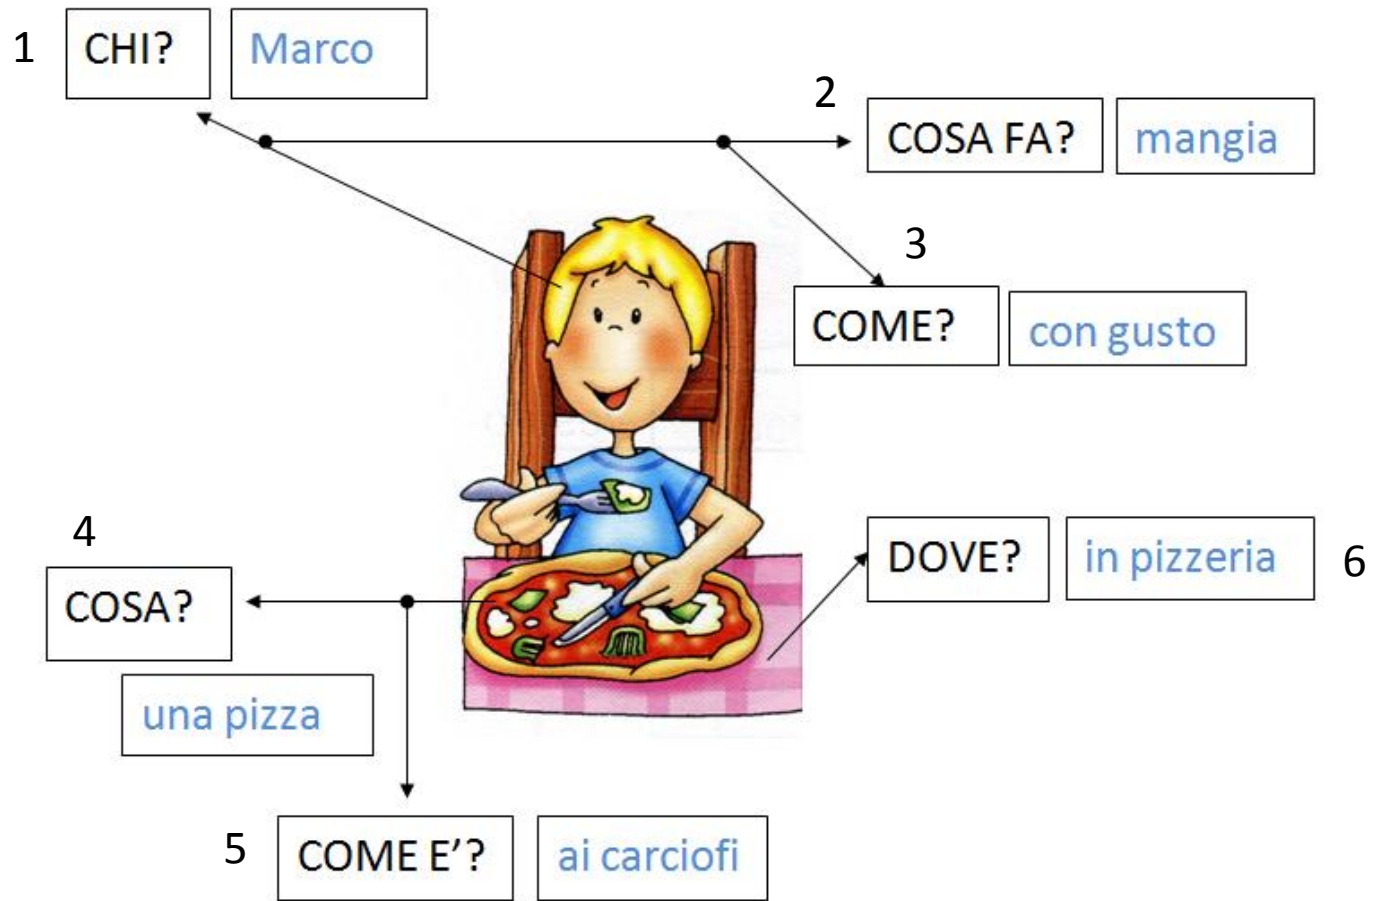 1 CHI? Marco
2
COSA FA? mangia
3
COME? con gusto
4
COSA?
una pizza
5 COME E’? ai carciofi
DOVE? in pizzeria 6